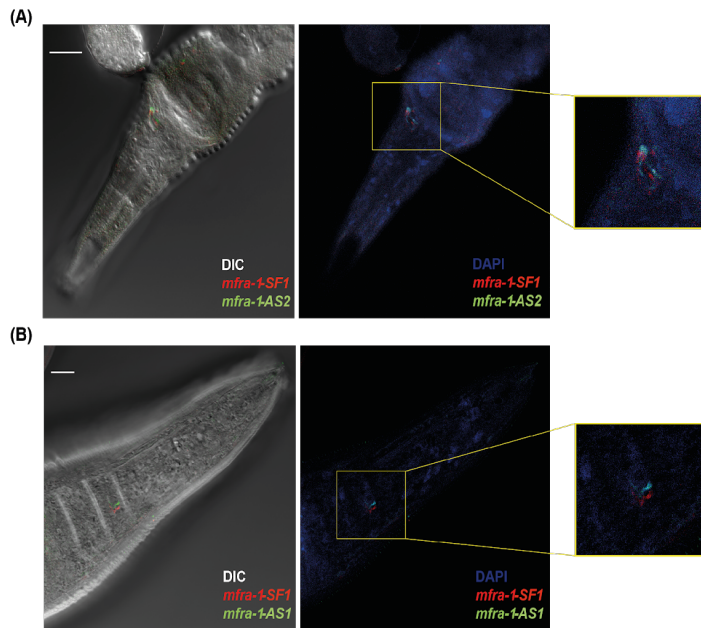 (A)
DIC
mfra-1-SF1
mfra-1-AS2
DAPI
mfra-1-SF1
mfra-1-AS2
(B)
DIC
mfra-1-SF1
mfra-1-AS1
DAPI
mfra-1-SF1
mfra-1-AS1